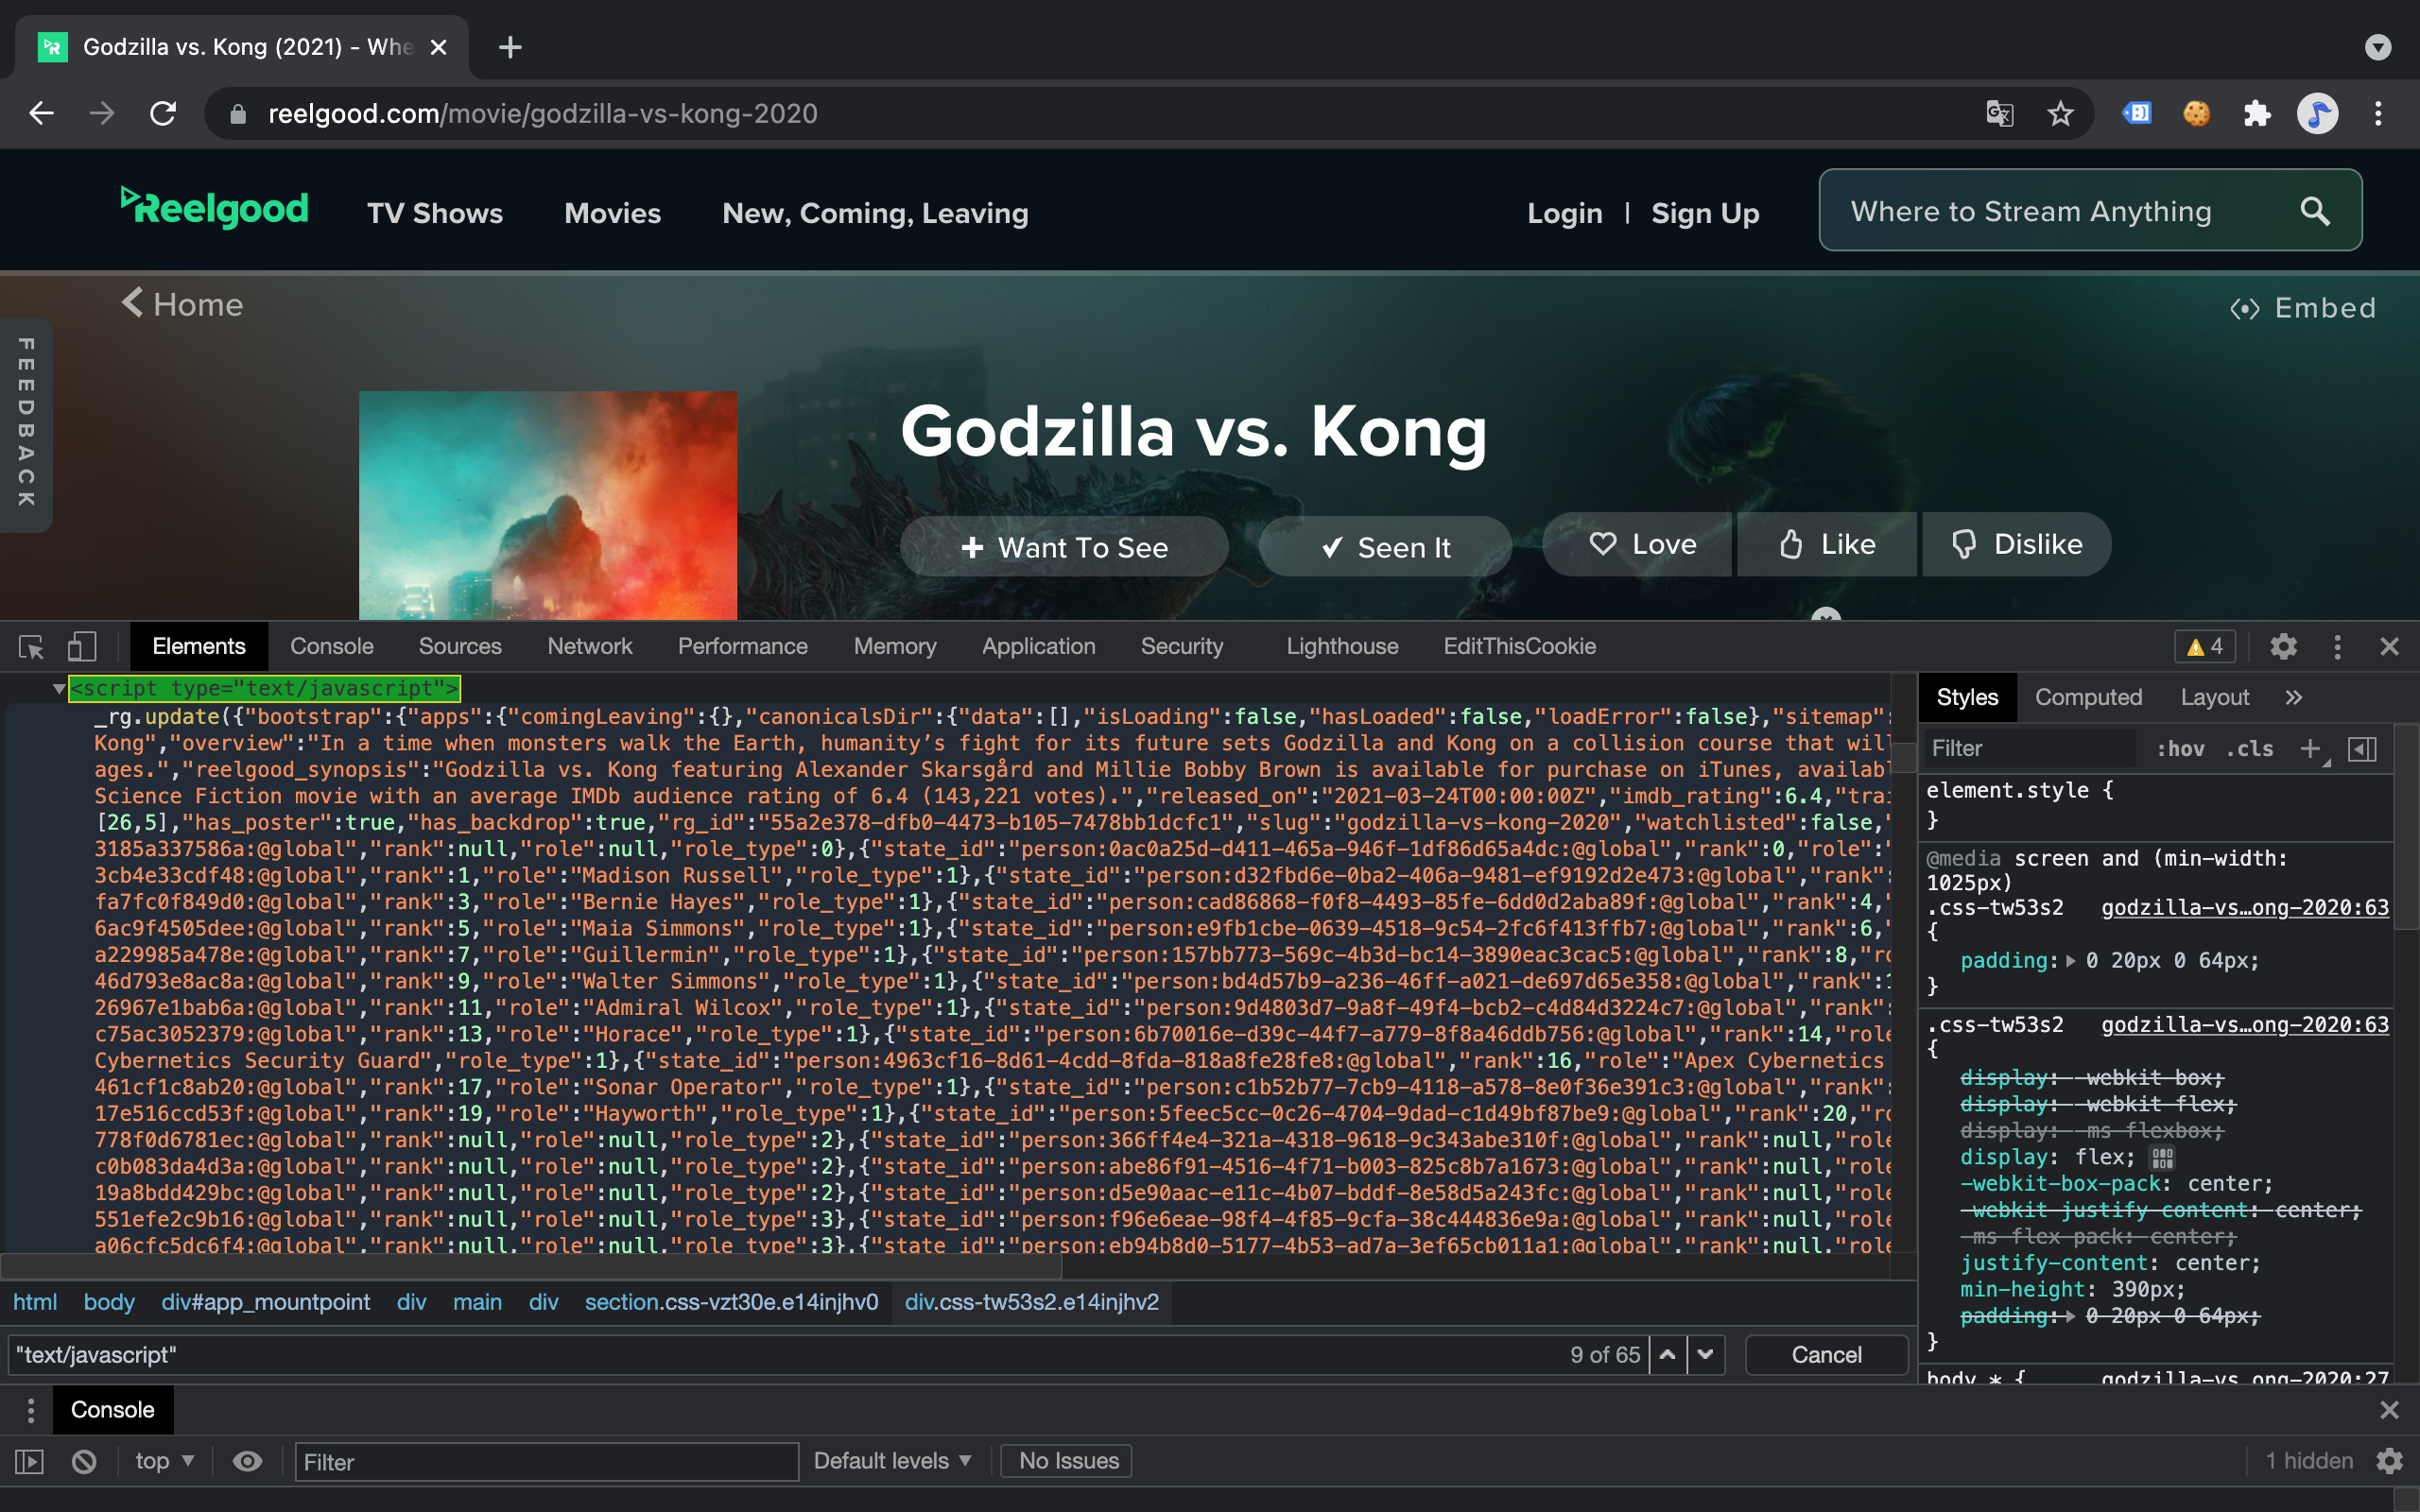 Godzilla vs. Kong (2021) - Whe
reelgood.com/movie/godzilla-vs-kong-2020
Reelgood
TV Shows
Movies
New, Coming, Leaving
Login | Sign Up
Where to Stream Anything
Home
Embed
FEEDBACK
Godzilla vs. Kong
Want To See
Seen It
Love
Like
Dislike
Elements
Console
Sources
Network
Performance
Memory
Application
Security
Lighthouse
EditThisCookie
4
<script type="text/javascript">
_rg.update({"bootstrap":{"apps":{"comingLeaving":{},"canonicalsDir":{"data":[],"isLoading":false,"hasLoaded":false,"loadError":false},"sitemap":
Kong","overview":"In a time when monsters walk the Earth, humanity’s fight for its future sets Godzilla and Kong on a collision course that wil
ages.","reelgood_synopsis":"Godzilla vs. Kong featuring Alexander Skarsgård and Millie Bobby Brown is available for purchase on iTunes, availab
Science Fiction movie with an average IMDb audience rating of 6.4 (143,221 votes).","released_on":"2021-03-24T00:00:00Z","imdb_rating":6.4,"trai
[26,5],"has_poster":true,"has_backdrop":true,"rg_id":"55a2e378-dfb0-4473-b105-7478bb1dcfc1","slug":"godzilla-vs-kong-2020","watchlisted":false,"
3185a337586a:@global","rank":null,"role":null,"role_type":0},{"state_id":"person:0ac0a25d-d411-465a-946f-1df86d65a4dc:@global","rank":0,"role":"
3cb4e33cdf48:@global","rank":1,"role":"Madison Russell","role_type":1},{"state_id":"person:d32fbd6e-0ba2-406a-9481-ef9192d2e473:@global","rank":
fa7fc0f849d0:@global","rank":3,"role":"Bernie Hayes","role_type":1},{"state_id":"person:cad86868-f0f8-4493-85fe-6dd0d2aba89f:@global","rank":4,"
6ac9f4505dee:@global","rank":5,"role":"Maia Simmons","role_type":1},{"state_id":"person:e9fb1cbe-0639-4518-9c54-2fc6f413ffb7:@global","rank":6,"
a229985a478e:@global","rank":7,"role":"Guillermin","role_type":1},{"state_id":"person:157bb773-569c-4b3d-bc14-3890eac3cac5:@global","rank":8,"ro
46d793e8ac8a:@global","rank":9,"role":"Walter Simmons","role_type":1},{"state_id":"person:bd4d57b9-a236-46ff-a021-de697d65e358:@global","rank":1
26967e1bab6a:@global","rank":11,"role":"Admiral Wilcox","role_type":1},{"state_id":"person:9d4803d7-9a8f-49f4-bcb2-c4d84d3224c7:@global","rank":
c75ac3052379:@global","rank":13,"role":"Horace","role_type":1},{"state_id":"person:6b70016e-d39c-44f7-a779-8f8a46ddb756:@global","rank":14,"role
Cybernetics Security Guard","role_type":1},{"state_id":"person:4963cf16-8d61-4cdd-8fda-818a8fe28fe8:@global","rank":16,"role":"Apex Cybernetics
461cf1c8ab20:@global","rank":17,"role":"Sonar Operator","role_type":1},{"state_id":"person:c1b52b77-7cb9-4118-a578-8e0f36e391c3:@global","rank":
17e516ccd53f:@global","rank":19,"role":"Hayworth","role_type":1},{"state_id":"person:5feec5cc-0c26-4704-9dad-c1d49bf87be9:@global","rank":20,"ro
778f0d6781ec:@global","rank":null,"role":null,"role_type":2},{"state_id":"person:366ff4e4-321a-4318-9618-9c343abe310f:@global","rank":null,"role
c0b083da4d3a:@global","rank":null,"role":null,"role_type":2},{"state_id":"person:abe86f91-4516-4f71-b003-825c8b7a1673:@global","rank":null,"role
19a8bdd429bc:@global","rank":null,"role":null,"role_type":2},{"state_id":"person:d5e90aac-e11c-4b07-bddf-8e58d5a243fc:@global","rank":null,"role
551efe2c9b16:@global","rank":null,"role":null,"role_type":3},{"state_id":"person:f96e6eae-98f4-4f85-9cfa-38c444836e9a:@global","rank":null,"role
a06cfc5dc6f4:@global","rank":null,"role":null,"role_type":3},{"state_id":"person:eb94b8d0-5177-4b53-ad7a-3ef65cb011a1:@global","rank":null,"role
html body div#app_mountpoint div main div section.css-vzt30e.e14injhv0 div.css-tw53s2.e14injhv2
"text/javascript"
9 of 65
Cancel
Styles
Computed
Layout
Filter
:hov .cls
element.style {
}
@media screen and (min-width:
1025px)
.css-tw53s2 godzilla-vs…ong-2020:63
{
padding: 0 20px 0 64px;
}
.css-tw53s2 godzilla-vs…ong-2020:63
{
display: -webkit-box;
display: -webkit-flex;
display: -ms-flexbox;
display: flex;
-webkit-box-pack: center;
-webkit-justify-content: center;
-ms-flex-pack: center;
justify-content: center;
min-height: 390px;
padding: 0 20px 0 64px;
}
body * { godzilla-vs…ong-2020:27
Console
top
Filter
Default levels
No Issues
1 hidden